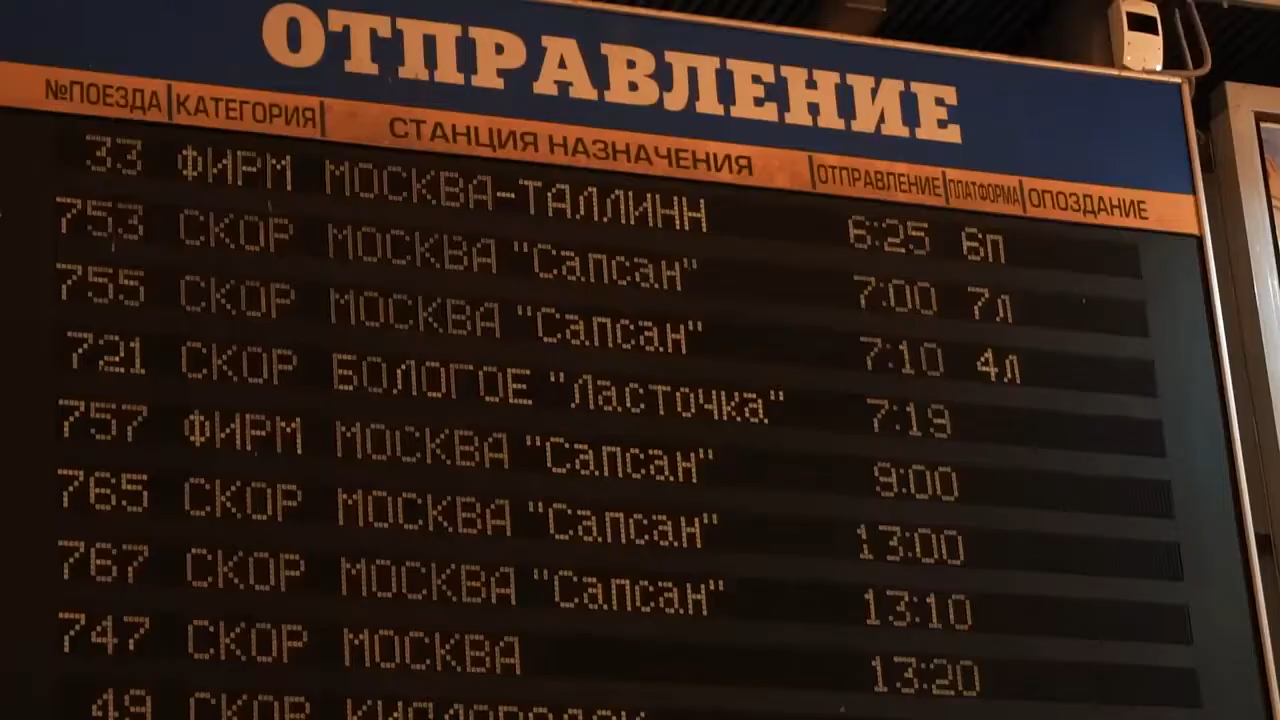 ОТПРАВЛЕНИЕ
№ПОЕЗДА КАТЕГОРИЯ СТАНЦИЯ НАЗНАЧЕНИЯ ОТПРАВЛЕНИЕ ПЛАТФОРМА ОПОЗДАНИЕ
33 ФИРМ МОСКВА-ТАЛЛИНН 6:25 6п
753 СКОР МОСКВА "Сапсан" 7:00 7л
755 СКОР МОСКВА "Сапсан" 7:10 4л
721 СКОР БОЛОГОЕ "Ласточка" 7:19
757 ФИРМ МОСКВА "Сапсан" 9:00
765 СКОР МОСКВА "Сапсан" 13:00
767 СКОР МОСКВА "Сапсан" 13:10
747 СКОР МОСКВА 13:20
49 СКОР КИСЛОВОДСК